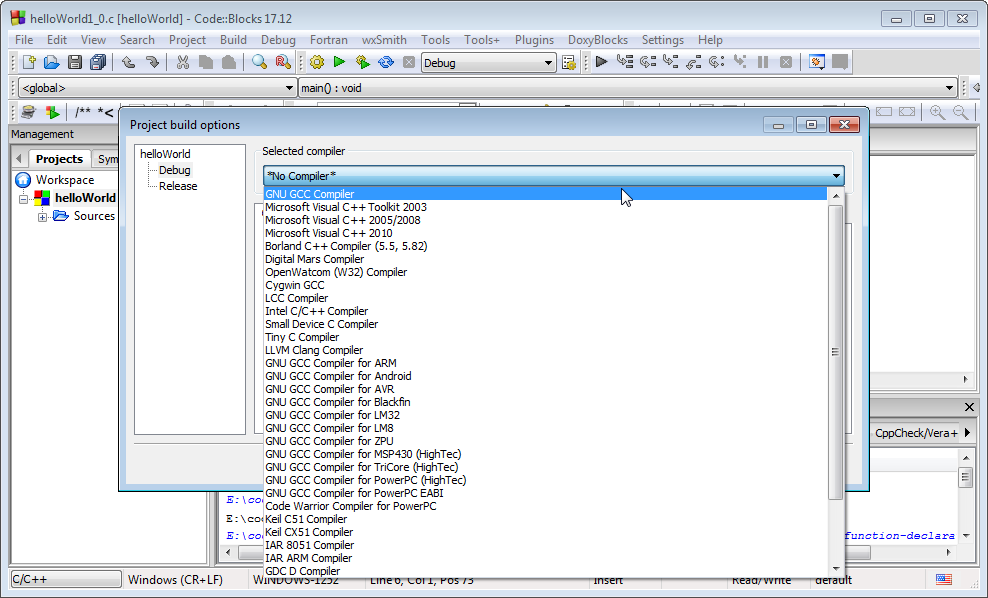 helloWorld1_0.c [helloWorld] - Code::Blocks 17.12
File Edit View Search Project Build Debug Fortran wxSmith Tools Tools+ Plugins DoxyBlocks Settings Help
Debug
<global> main() : void
/** *<
Project build options
Management
Projects Sym
Workspace
helloWorld
Sources
helloWorld
Debug
Release
Selected compiler
*No Compiler*
GNU GCC Compiler
Microsoft Visual C++ Toolkit 2003
Microsoft Visual C++ 2005/2008
Microsoft Visual C++ 2010
Borland C++ Compiler (5.5, 5.82)
Digital Mars Compiler
OpenWatcom (W32) Compiler
Cygwin GCC
LCC Compiler
Intel C/C++ Compiler
Small Device C Compiler
Tiny C Compiler
LLVM Clang Compiler
GNU GCC Compiler for ARM
GNU GCC Compiler for Android
GNU GCC Compiler for AVR
GNU GCC Compiler for Blackfin
GNU GCC Compiler for LM32
GNU GCC Compiler for LM8
GNU GCC Compiler for ZPU
GNU GCC Compiler for MSP430 (HighTec)
GNU GCC Compiler for TriCore (HighTec)
GNU GCC Compiler for PowerPC (HighTec)
GNU GCC Compiler for PowerPC EABI
Code Warrior Compiler for PowerPC
Keil C51 Compiler
Keil CX51 Compiler
IAR 8051 Compiler
IAR ARM Compiler
GDC D Compiler
CppCheck/Vera+
E:\co
E:\co
E:\co function-declara
C/C++ Windows (CR+LF) WINDOWS-1252 Line 6, Col 1, Pos 73 Insert Read/Write default